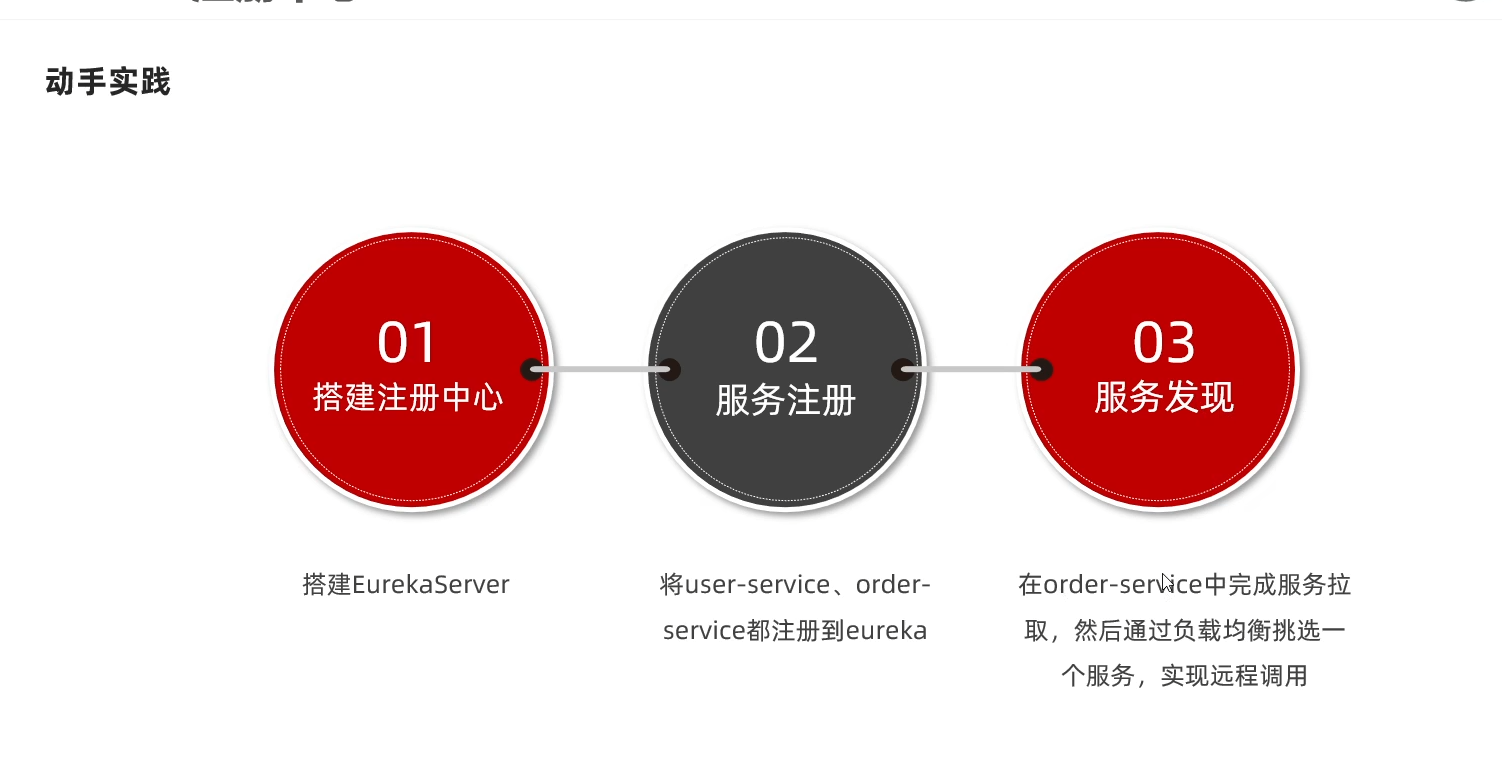 动手实践
01
搭建注册中心
02
服务注册
03
服务发现
搭建EurekaServer
将user-service、order-
service都注册到eureka
在order-service中完成服务拉
取，然后通过负载均衡挑选一
个服务，实现远程调用